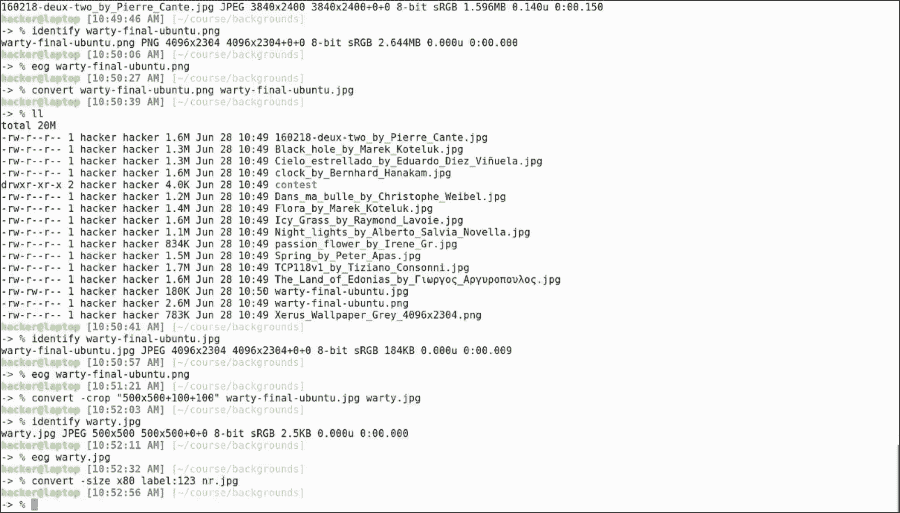 160218-deux-two_by_Pierre_Cante.jpg JPEG 3840x2400 3840x2400+0+0 8-bit sRGB 1.596MB 0.140u 0:00.150
hacker@laptop [10:49:46 AM] [~/course/backgrounds]
-> % identify warty-final-ubuntu.png
warty-final-ubuntu.png PNG 4096x2304 4096x2304+0+0 8-bit sRGB 2.644MB 0.000u 0:00.000
hacker@laptop [10:50:06 AM] [~/course/backgrounds]
-> % eog warty-final-ubuntu.png
hacker@laptop [10:50:27 AM] [~/course/backgrounds]
-> % convert warty-final-ubuntu.png warty-final-ubuntu.jpg
hacker@laptop [10:50:39 AM] [~/course/backgrounds]
-> % ll
total 20M
-rw-r--r-- 1 hacker hacker 1.6M Jun 28 10:49 160218-deux-two_by_Pierre_Cante.jpg
-rw-r--r-- 1 hacker hacker 1.3M Jun 28 10:49 Black_hole_by_Marek_Koteluk.jpg
-rw-r--r-- 1 hacker hacker 1.3M Jun 28 10:49 Cielo_estrellado_by_Eduardo_Diez_Viñuela.jpg
-rw-r--r-- 1 hacker hacker 1.6M Jun 28 10:49 clock_by_Bernhard_Hanakam.jpg
drwxr-xr-x 2 hacker hacker 4.0K Jun 28 10:49 contest
-rw-r--r-- 1 hacker hacker 1.2M Jun 28 10:49 Dans_ma_bulle_by_Christophe_Weibel.jpg
-rw-r--r-- 1 hacker hacker 1.4M Jun 28 10:49 Flora_by_Marek_Koteluk.jpg
-rw-r--r-- 1 hacker hacker 1.6M Jun 28 10:49 Icy_Grass_by_Raymond_Lavoie.jpg
-rw-r--r-- 1 hacker hacker 1.1M Jun 28 10:49 Night_lights_by_Alberto_Salvia_Novella.jpg
-rw-r--r-- 1 hacker hacker 834K Jun 28 10:49 passion_flower_by_Irene_Gr.jpg
-rw-r--r-- 1 hacker hacker 1.5M Jun 28 10:49 Spring_by_Peter_Apas.jpg
-rw-r--r-- 1 hacker hacker 1.7M Jun 28 10:49 TCP118v1_by_Tiziano_Consonni.jpg
-rw-r--r-- 1 hacker hacker 1.6M Jun 28 10:49 The_Land_of_Edonias_by_Γιωργος_Αργυροπουλος.jpg
-rw-r--r-- 1 hacker hacker 180K Jun 28 10:50 warty-final-ubuntu.jpg
-rw-r--r-- 1 hacker hacker 2.6M Jun 28 10:49 warty-final-ubuntu.png
-rw-r--r-- 1 hacker hacker 783K Jun 28 10:49 Xerus_Wallpaper_Grey_4096x2304.png
hacker@laptop [10:50:41 AM] [~/course/backgrounds]
-> % identify warty-final-ubuntu.jpg
warty-final-ubuntu.jpg JPEG 4096x2304 4096x2304+0+0 8-bit sRGB 184KB 0.000u 0:00.009
hacker@laptop [10:50:57 AM] [~/course/backgrounds]
-> % eog warty-final-ubuntu.png
hacker@laptop [10:51:21 AM] [~/course/backgrounds]
-> % convert -crop "500x500+100+100" warty-final-ubuntu.jpg warty.jpg
hacker@laptop [10:52:03 AM] [~/course/backgrounds]
-> % identify warty.jpg
warty.jpg JPEG 500x500 500x500+0+0 8-bit sRGB 2.5KB 0.000u 0:00.000
hacker@laptop [10:52:11 AM] [~/course/backgrounds]
-> % eog warty.jpg
hacker@laptop [10:52:32 AM] [~/course/backgrounds]
-> % convert -size x80 label:123 nr.jpg
hacker@laptop [10:52:56 AM] [~/course/backgrounds]
-> %